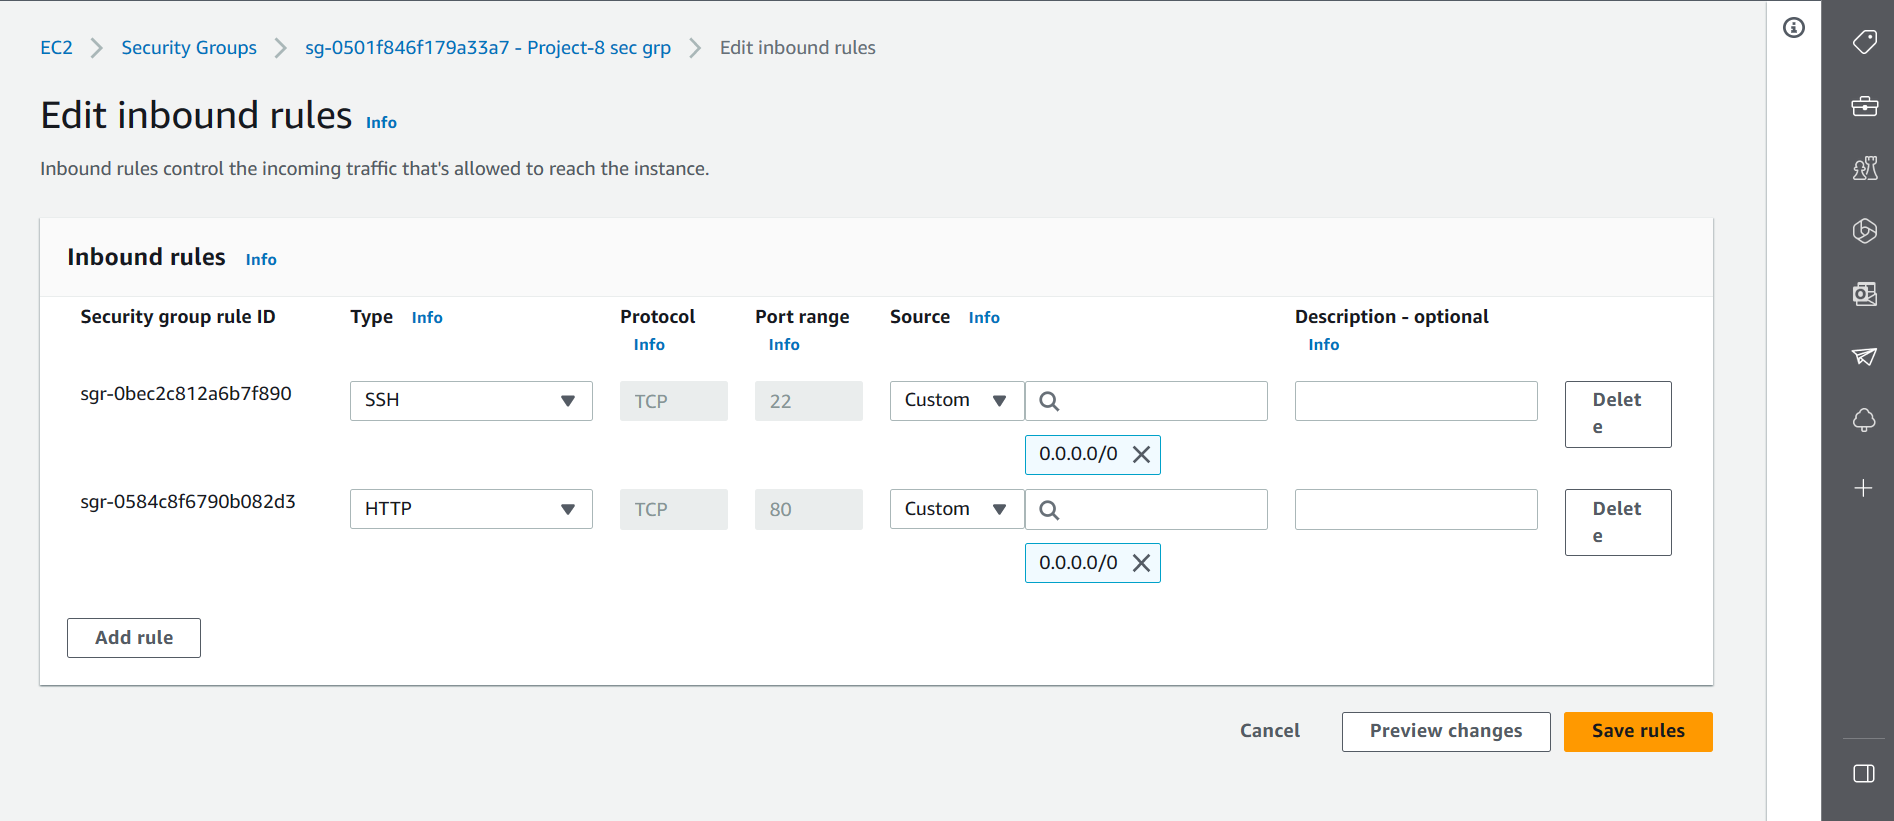 EC2 Security Groups sg-0501f846f179a33a7 - Project-8 sec grp Edit inbound rules
Edit inbound rules Info
Inbound rules control the incoming traffic that's allowed to reach the instance.
Inbound rules Info
Security group rule ID Type Info Protocol Port range Source Info Description - optional
Info Info Info
sgr-0bec2c812a6b7f890 SSH TCP 22 Custom Delet
e
0.0.0.0/0
sgr-0584c8f6790b082d3 HTTP TCP 80 Custom Delet
e
0.0.0.0/0
Add rule
Cancel Preview changes Save rules